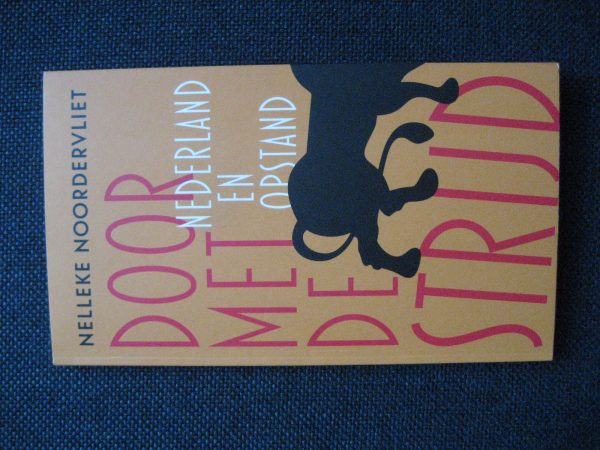 NELLEKE NOORDERVLIET
DOOR
MET
DE
STRIJD
NEDERLAND
EN
OPSTAND